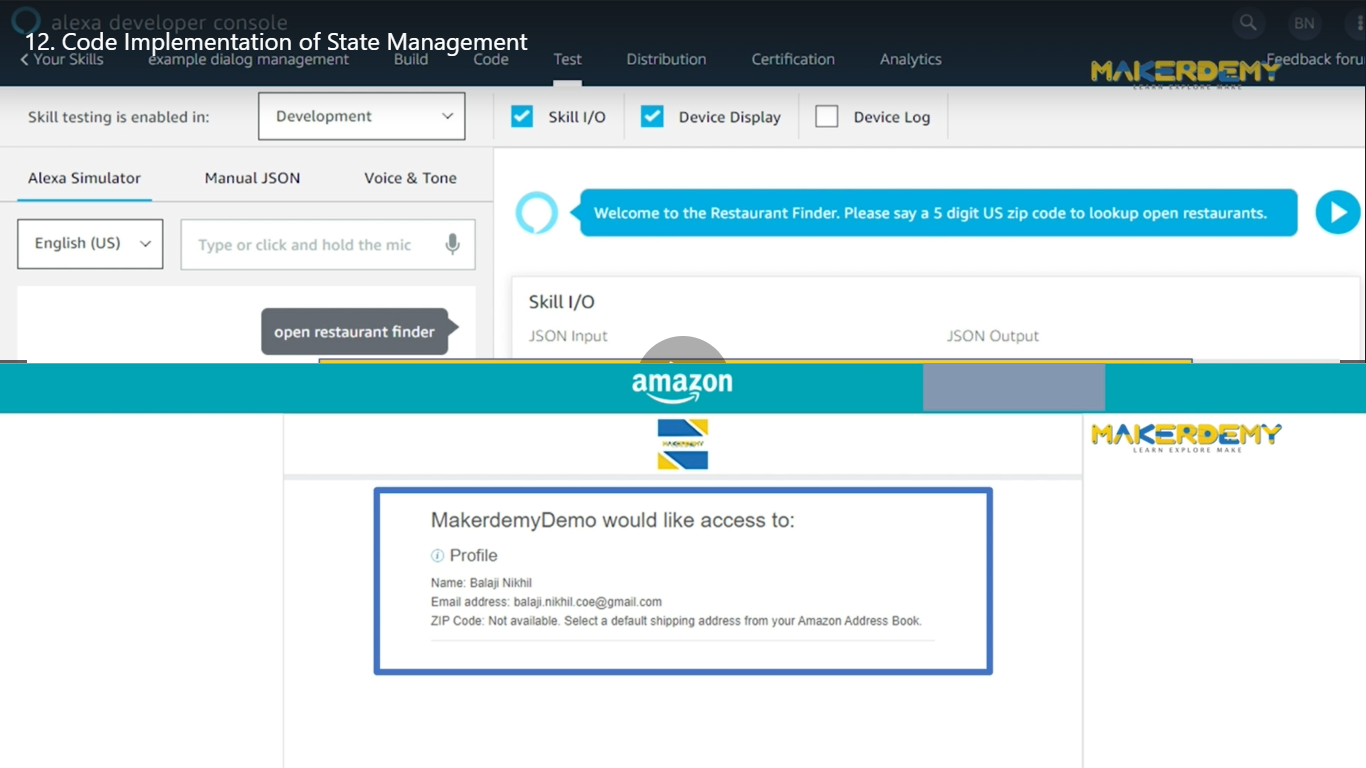 alexa developer console
BN
12. Code Implementation of State Management
Your Skills
example dialog management
Build
Code
Test
Distribution
Certification
Analytics
Feedback foru
MAKERDEMY
LEARN EXPLORE MAKE
Skill testing is enabled in:
Development
Skill I/O
Device Display
Device Log
Alexa Simulator
Manual JSON
Voice & Tone
Welcome to the Restaurant Finder. Please say a 5 digit US zip code to lookup open restaurants.
English (US)
Type or click and hold the mic
Skill I/O
open restaurant finder
JSON Input
JSON Output
amazon
MAKERDEMY
MAKERDEMY
LEARN EXPLORE MAKE
MakerdemyDemo would like access to:
Profile
Name: Balaji Nikhil
Email address: balaji.nikhil.coe@gmail.com
ZIP Code: Not available. Select a default shipping address from your Amazon Address Book.